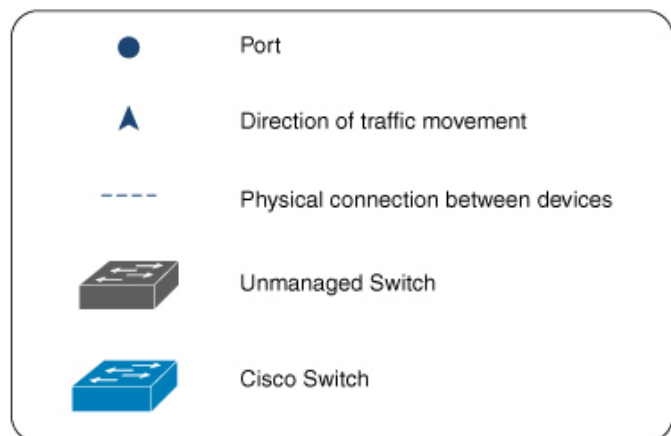 Port
Direction of traffic movement
Physical connection between devices
Unmanaged Switch
Cisco Switch